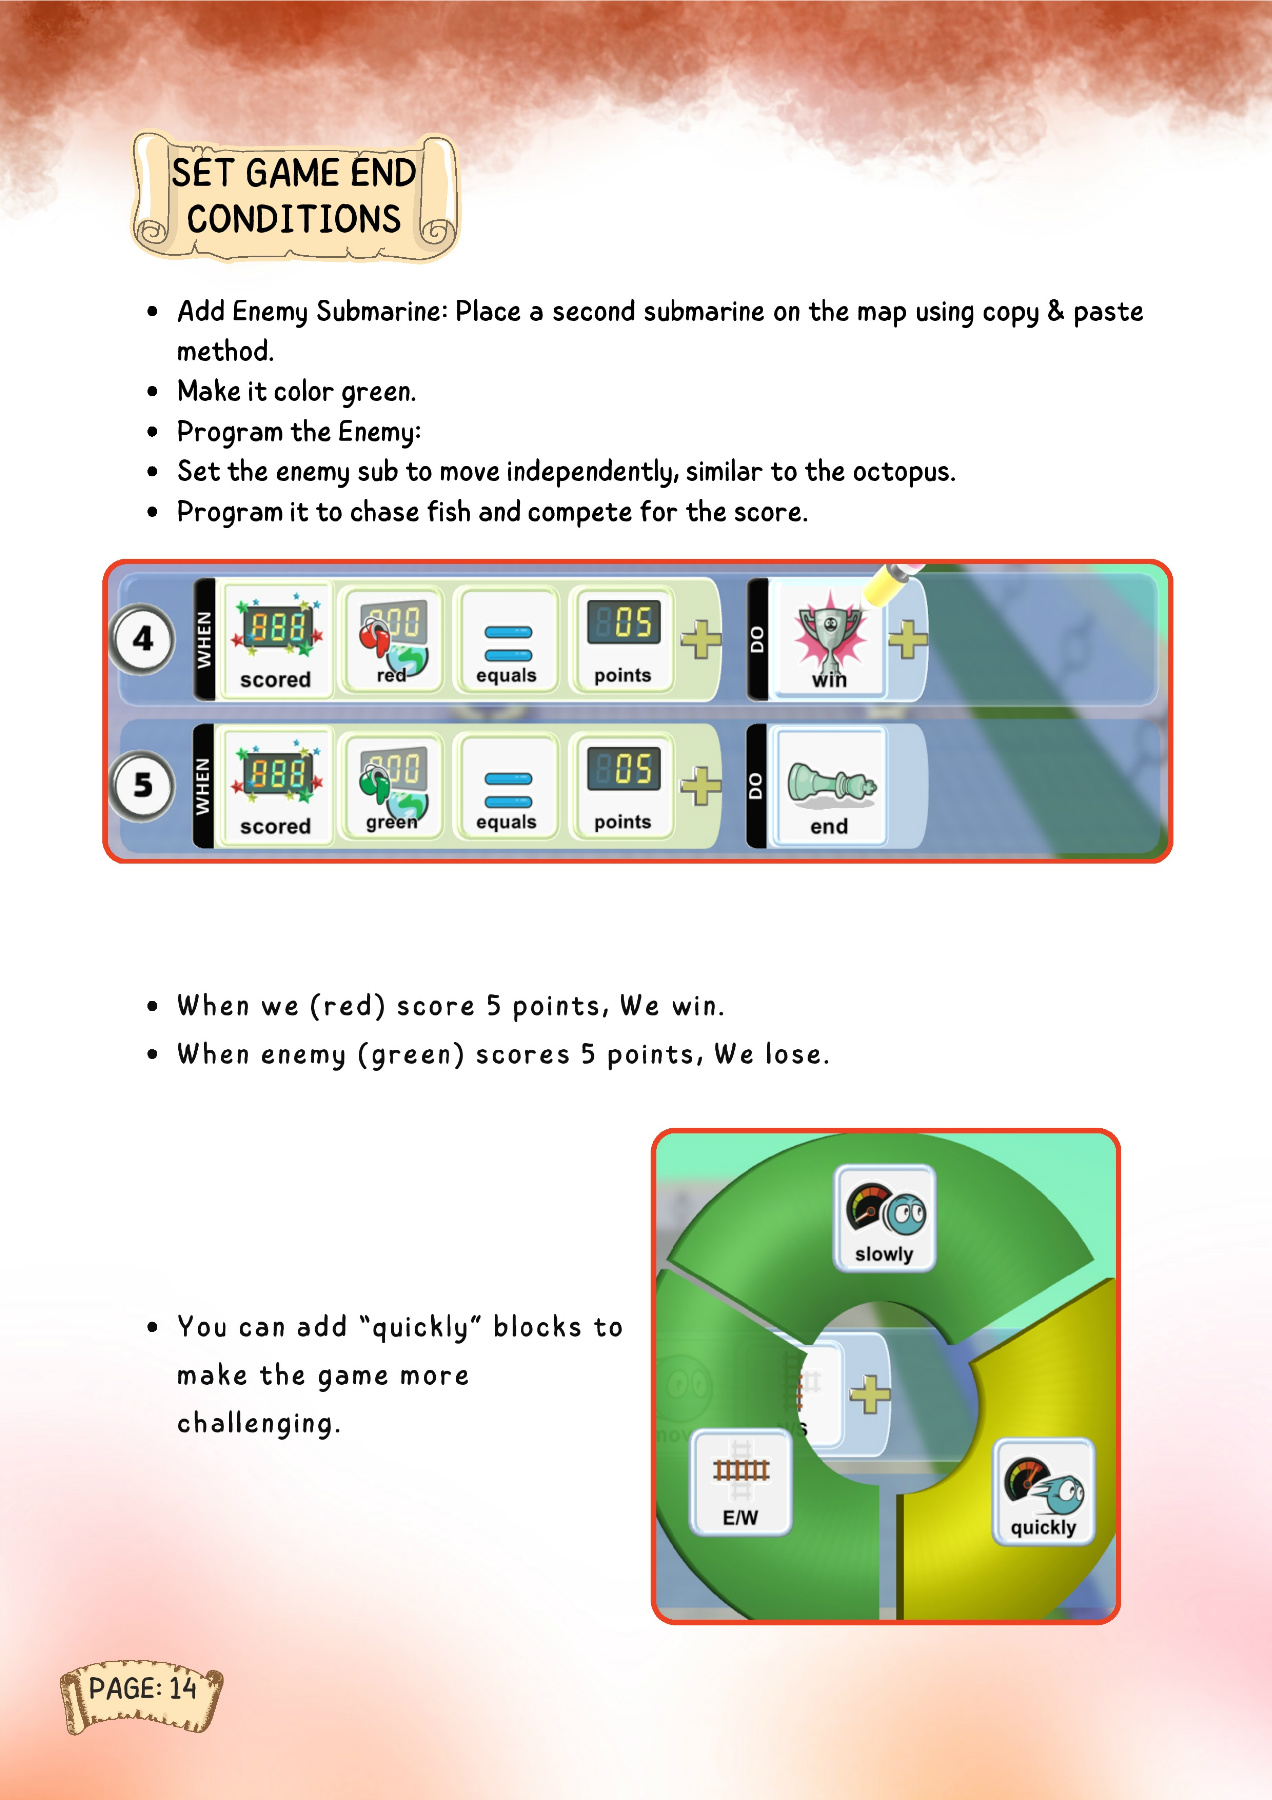 SET GAME END
CONDITIONS
• Add Enemy Submarine: Place a second submarine on the map using copy & paste
method.
• Make it color green.
• Program the Enemy:
• Set the enemy sub to move independently, similar to the octopus.
• Program it to chase fish and compete for the score.
4 WHEN scored red equals 05 points DO win
5 WHEN scored green equals 05 points DO end
• When we (red) score 5 points, We win.
• When enemy (green) scores 5 points, We lose.
• You can add “quickly” blocks to
make the game more
challenging.
slowly
E/W
quickly
PAGE: 14